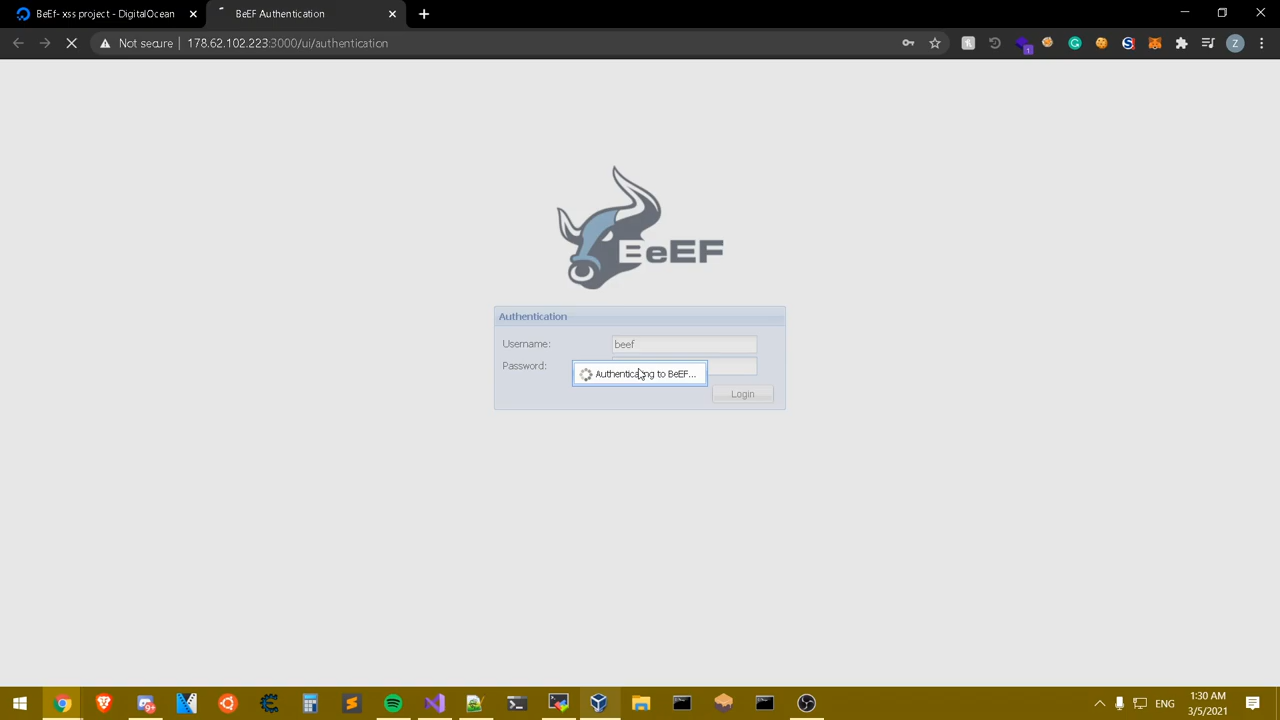 BeEf- xss project - DigitalOcean
BeEF Authentication
Not secure
178.62.102.223:3000/ui/authentication
Z
1
BeEF
Authentication
Username:
beef
Password:
Authenticating to BeEF...
Login
ENG
1:30 AM
3/5/2021